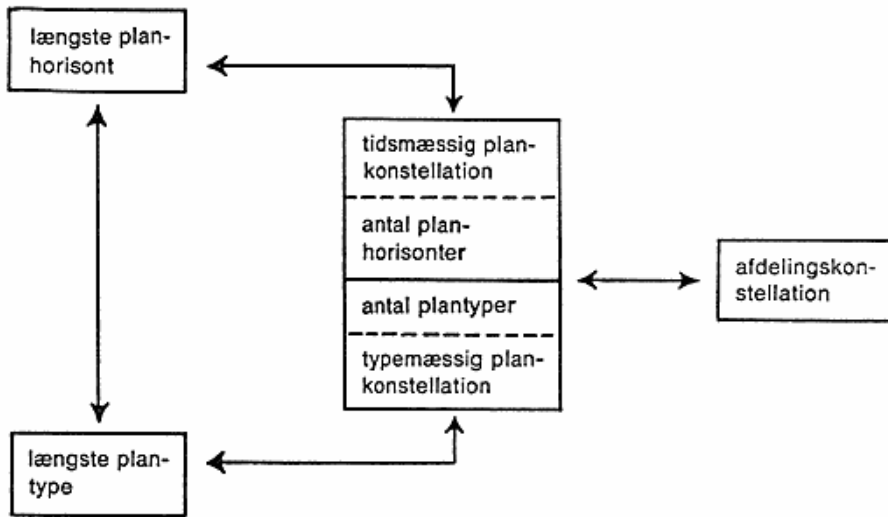 længste plan-
horisont
tidsmæssig plan-
konstellation
antal plan-
horisonter
antal plantyper
typemæssig plan-
konstellation
afdelingskon-
stellation
længste plan-
type